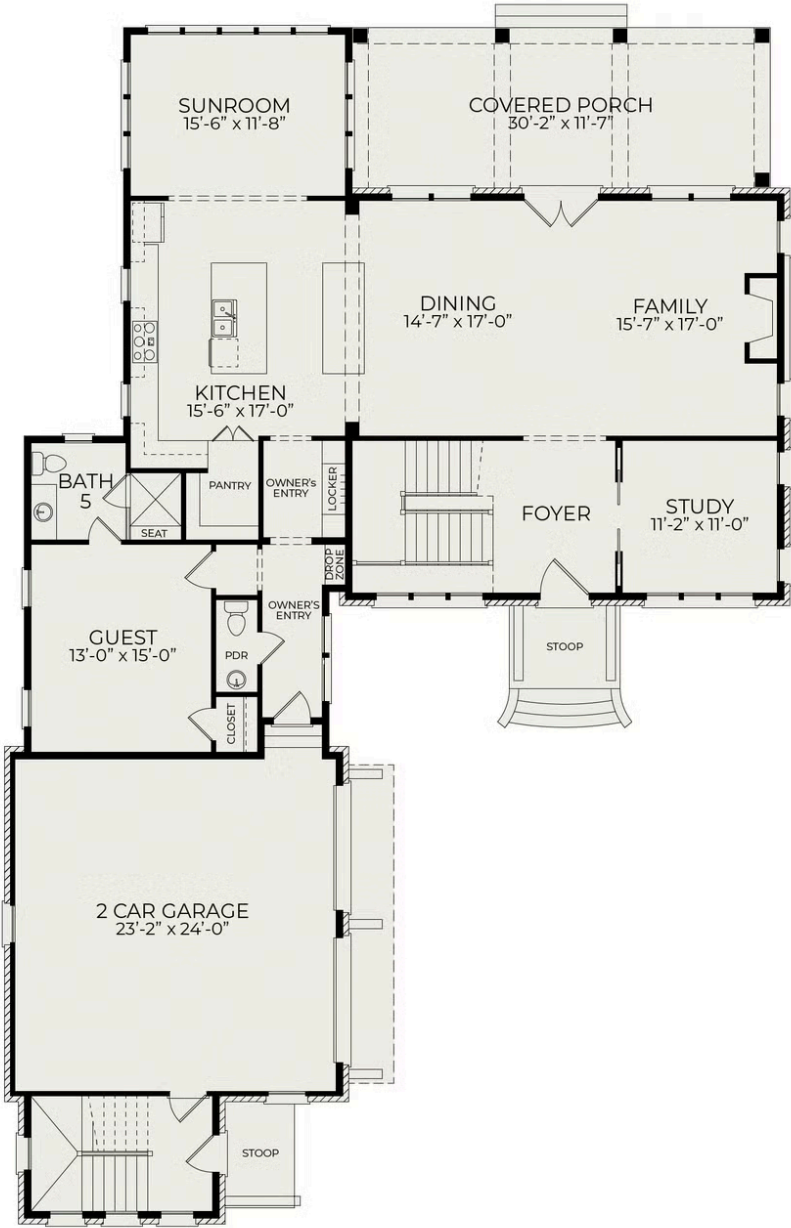 SUNROOM
15'-6" x 11'-8"
COVERED PORCH
30'-2" x 11'-7"
DINING
14'-7" x 17'-0"
FAMILY
15'-7" x 17'-0"
KITCHEN
15'-6" x 17'-0"
BATH
5
SEAT
PANTRY
OWNER'S
ENTRY
LOCKER
FOYER
STUDY
11'-2" x 11'-0"
DROP
ZONE
OWNER'S
ENTRY
GUEST
13'-0" x 15'-0"
PDR
STOOP
CLOSET
2 CAR GARAGE
23'-2" x 24'-0"
STOOP